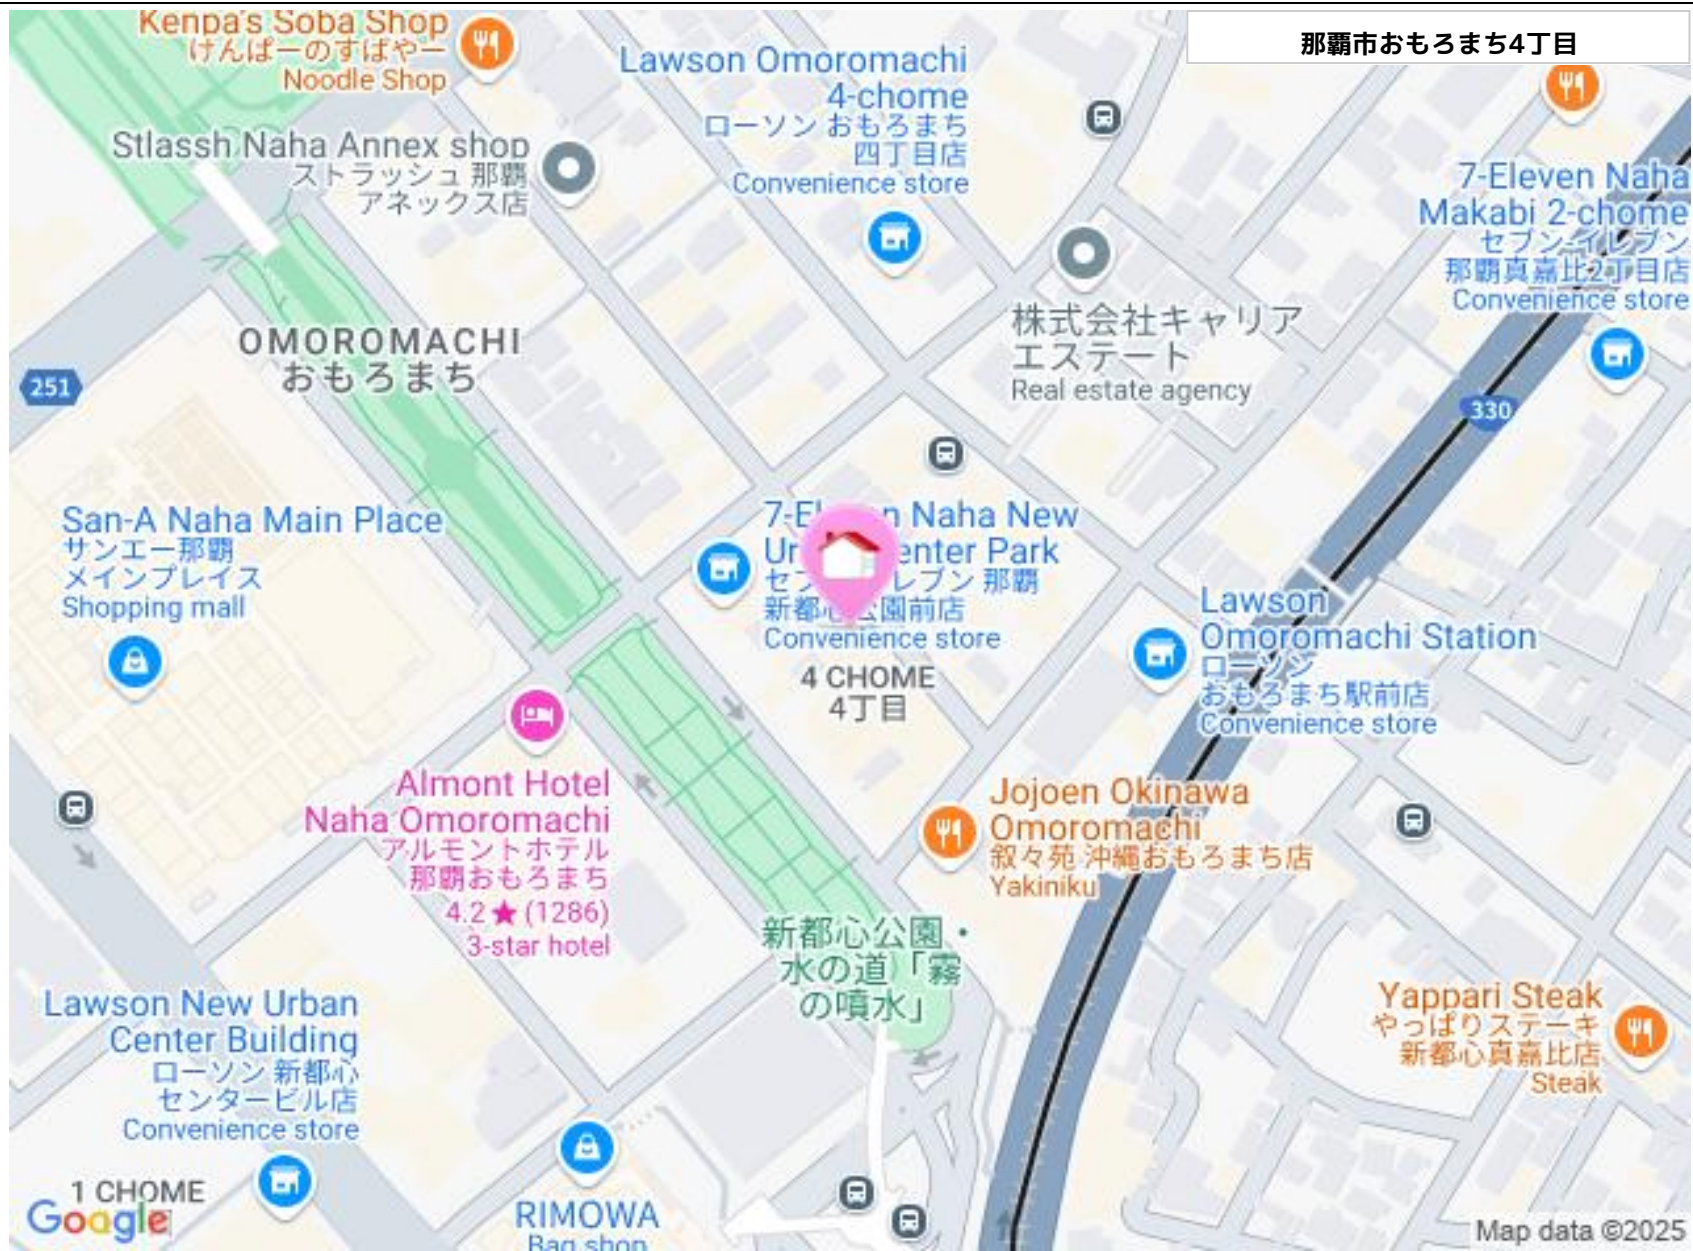 那覇市おもろまち4丁目
Kenpa's Soba Shop
けんぱーのすばやー
Noodle Shop
Lawson Omoromachi
4-chome
ローソン おもろまち
四丁目店
Convenience store
Stlassh Naha Annex shop
ストラッシュ 那覇
アネックス店
7-Eleven Naha
Makabi 2-chome
セブン-イレブン
那覇真嘉比2丁目店
Convenience store
OMOROMACHI
おもろまち
251
株式会社キャリア
エステート
Real estate agency
330
San-A Naha Main Place
サンエー那覇
メインプレイス
Shopping mall
Naha New
Park
那覇
Convenience store
4 CHOME
4丁目
Lawson
Omoromachi Station
ローソン
おもろまち駅前店
Convenience store
Almont Hotel
Naha Omoromachi
アルモントホテル
那覇おもろまち
4.2★(1286)
3-star hotel
Jojoen Okinawa
Omoromachi
叙々苑 沖縄おもろまち店
Yakiniku
新都心公園・
水の道「霧
の噴水」
Lawson New Urban
Center Building
ローソン 新都心
センタービル店
Convenience store
Yappari Steak
やっぱりステーキ
新都心真嘉比店
Steak
1 CHOME
Google
RIMOWA
Bag shop
Map data ©2025